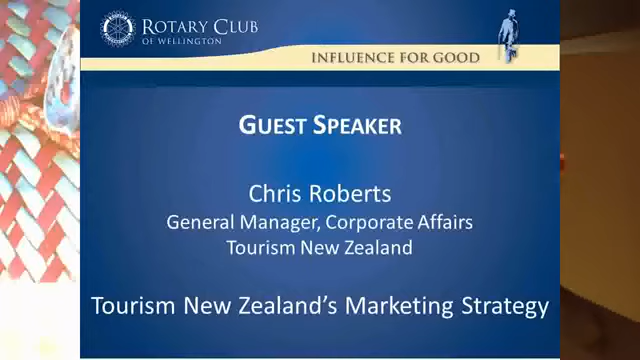 ROTARY CLUB
OF WELLINGTON
INFLUENCE FOR GOOD
GUEST SPEAKER
Chris Roberts
General Manager, Corporate Affairs
Tourism New Zealand
Tourism New Zealand's Marketing Strategy